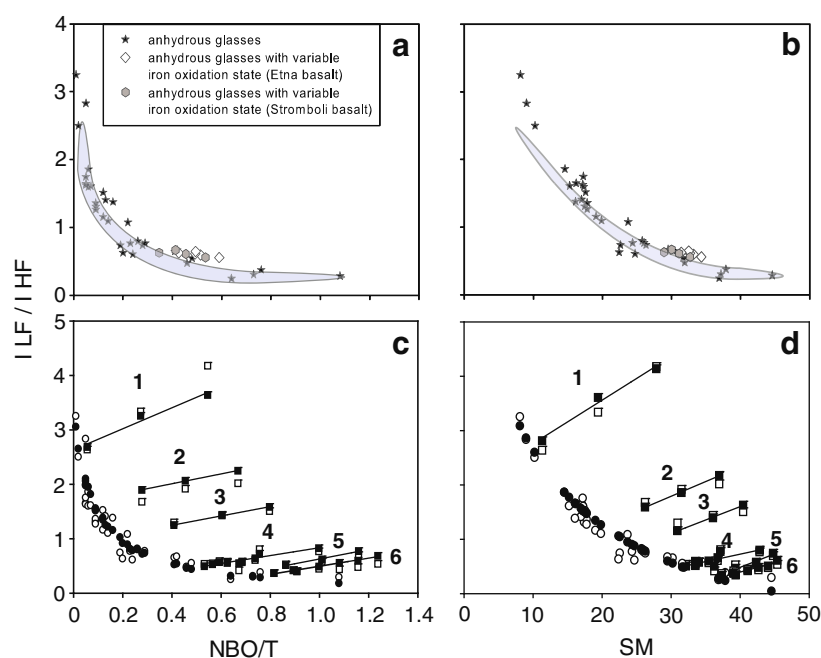 4
3
2
1
0
I LF / I HF
anhydrous glasses
anhydrous glasses with variable
iron oxidation state (Etna basalt)
anhydrous glasses with variable
iron oxidation state (Stromboli basalt)
a
b
5
4
3
2
1
0
c
1
2
3
4
5
6
d
1
2
3
4
5
6
0 0.2 0.4 0.6 0.8 1.0 1.2 1.4
NBO/T
0 10 20 30 40 50
SM